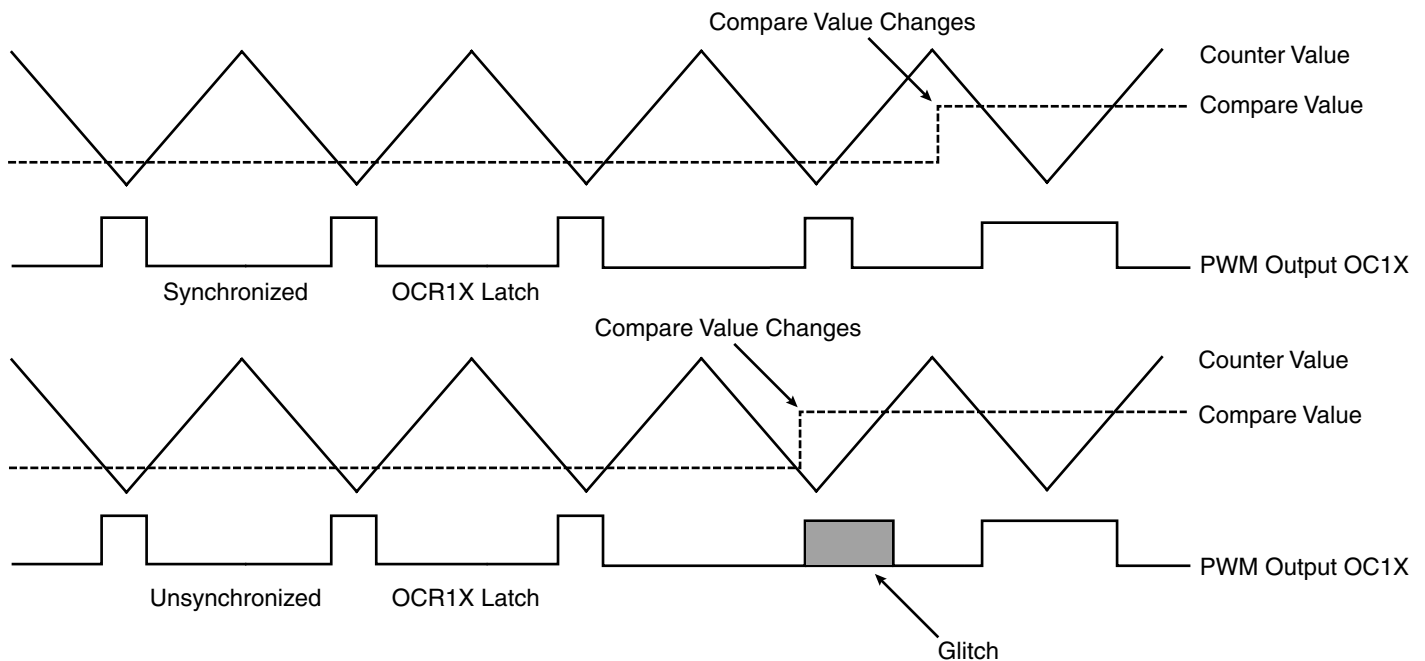 Compare Value Changes
Counter Value
Compare Value
PWM Output OC1X
Synchronized OCR1X Latch
Compare Value Changes
Counter Value
Compare Value
PWM Output OC1X
Unsynchronized OCR1X Latch
Glitch